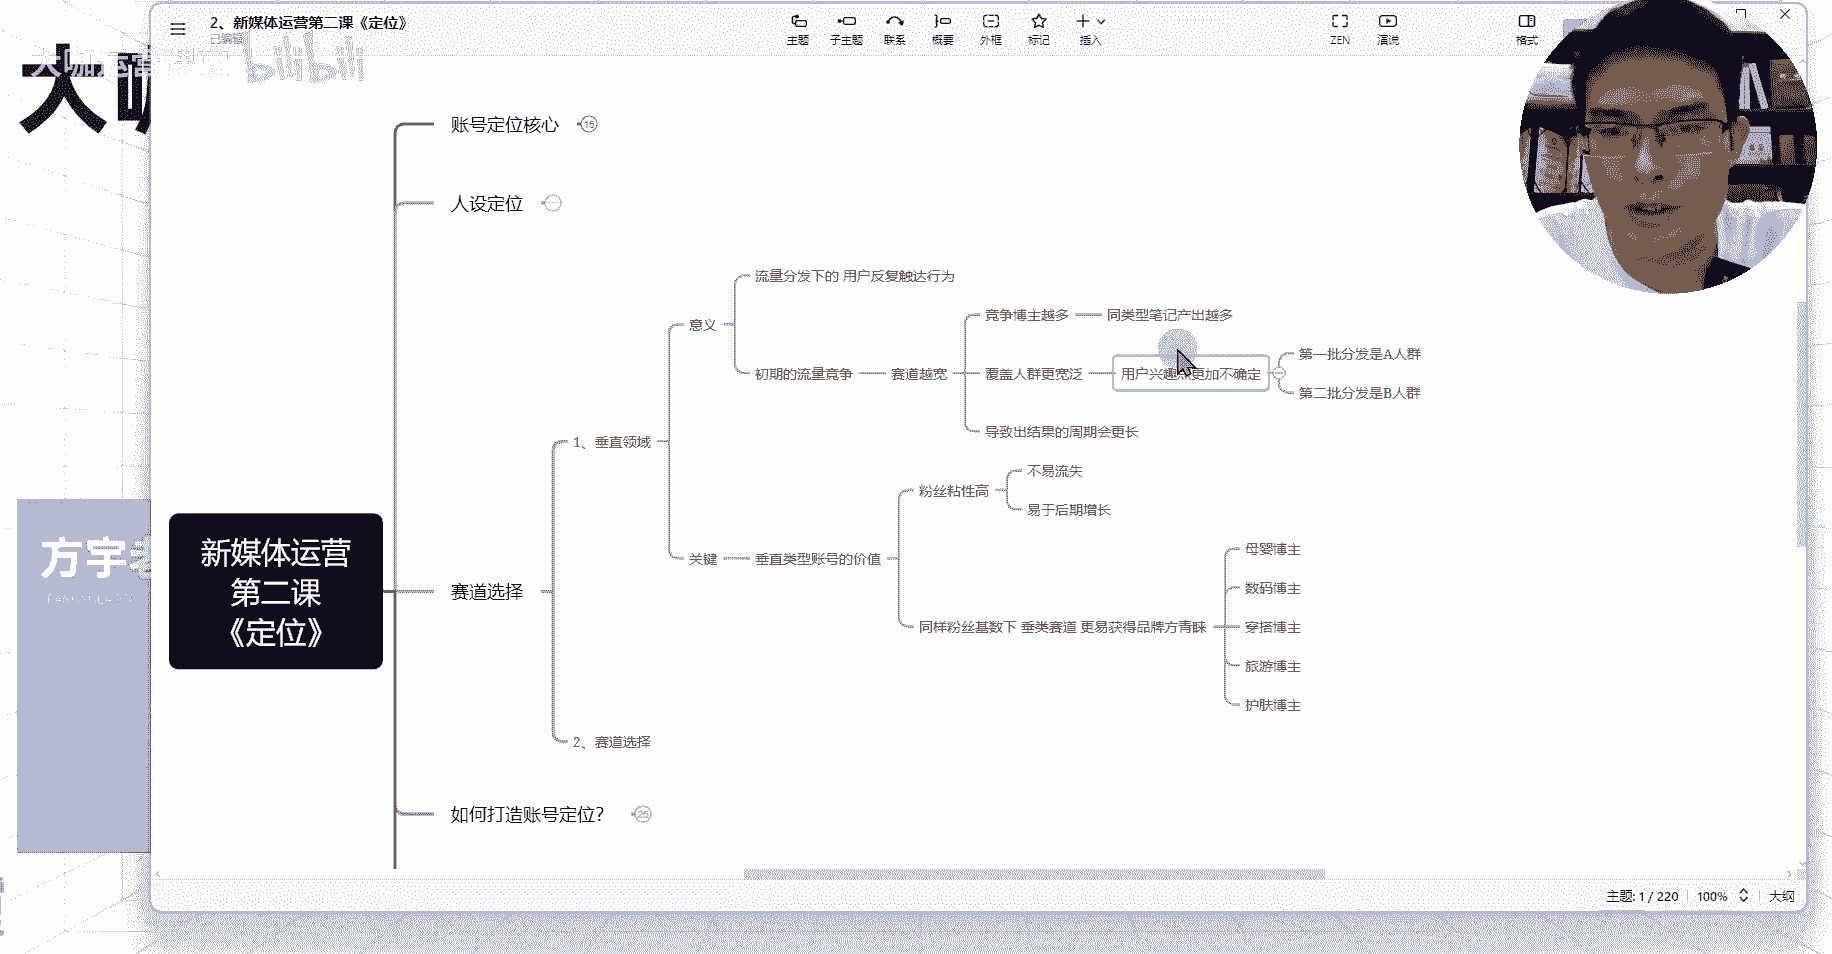 2、新媒体运营第二课《定位》
已编辑
主题
子主题
联系
概要
外框
标记
插入
ZEN
演说
格式
bilibili
账号定位核心
15
人设定位
流量分发下的 用户反复触达行为
意义
竞争博主越多
同类型笔记产出越多
初期的流量竞争
赛道越宽
覆盖人群更宽泛
用户兴趣
更加不确定
第一批分发是A人群
第二批分发是B人群
导致出结果的周期会更长
1、垂直领域
不易流失
粉丝粘性高
易于后期增长
关键
垂直类型账号的价值
母婴博主
数码博主
同样粉丝基数下 垂类赛道 更易获得品牌方青睐
穿搭博主
旅游博主
护肤博主
新媒体运营
第二课
《定位》
赛道选择
2、赛道选择
如何打造账号定位？
25
方宇老
主题: 1 / 220
100%
大纲